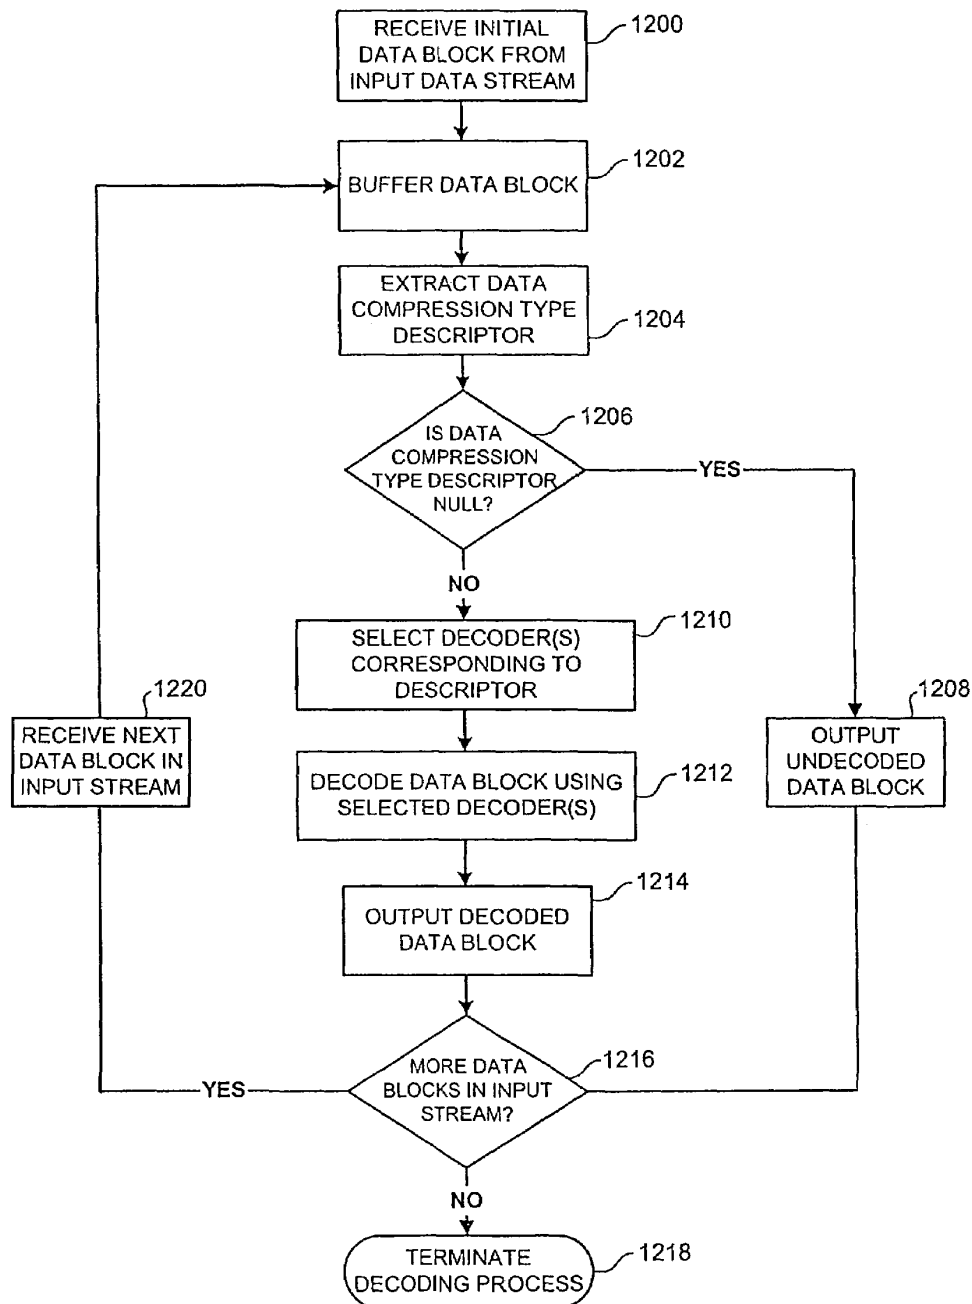 RECEIVE INITIAL
DATA BLOCK FROM
INPUT DATA STREAM
1200
BUFFER DATA BLOCK
1202
EXTRACT DATA
COMPRESSION TYPE
DESCRIPTOR
1204
IS DATA
COMPRESSION
TYPE DESCRIPTOR
NULL?
1206
YES
NO
SELECT DECODER(S)
CORRESPONDING TO
DESCRIPTOR
1210
1220
RECEIVE NEXT
DATA BLOCK IN
INPUT STREAM
1208
OUTPUT
UNDECODED
DATA BLOCK
DECODE DATA BLOCK USING
SELECTED DECODER(S)
1212
OUTPUT DECODED
DATA BLOCK
1214
MORE DATA
BLOCKS IN INPUT
STREAM?
1216
YES
NO
TERMINATE
DECODING PROCESS
1218